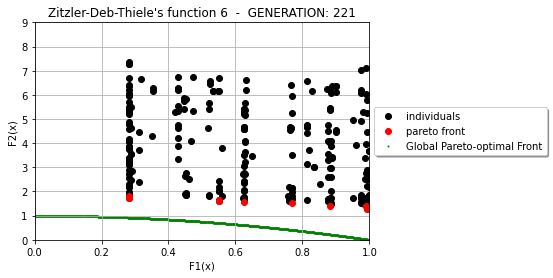 Zitzler-Deb-Thiele's function 6 - GENERATION: 221
F2(x)
9
8
7
6
5
4
3
2
1
0
0.0 0.2 0.4 0.6 0.8 1.0
F1(x)
individuals
pareto front
Global Pareto-optimal Front